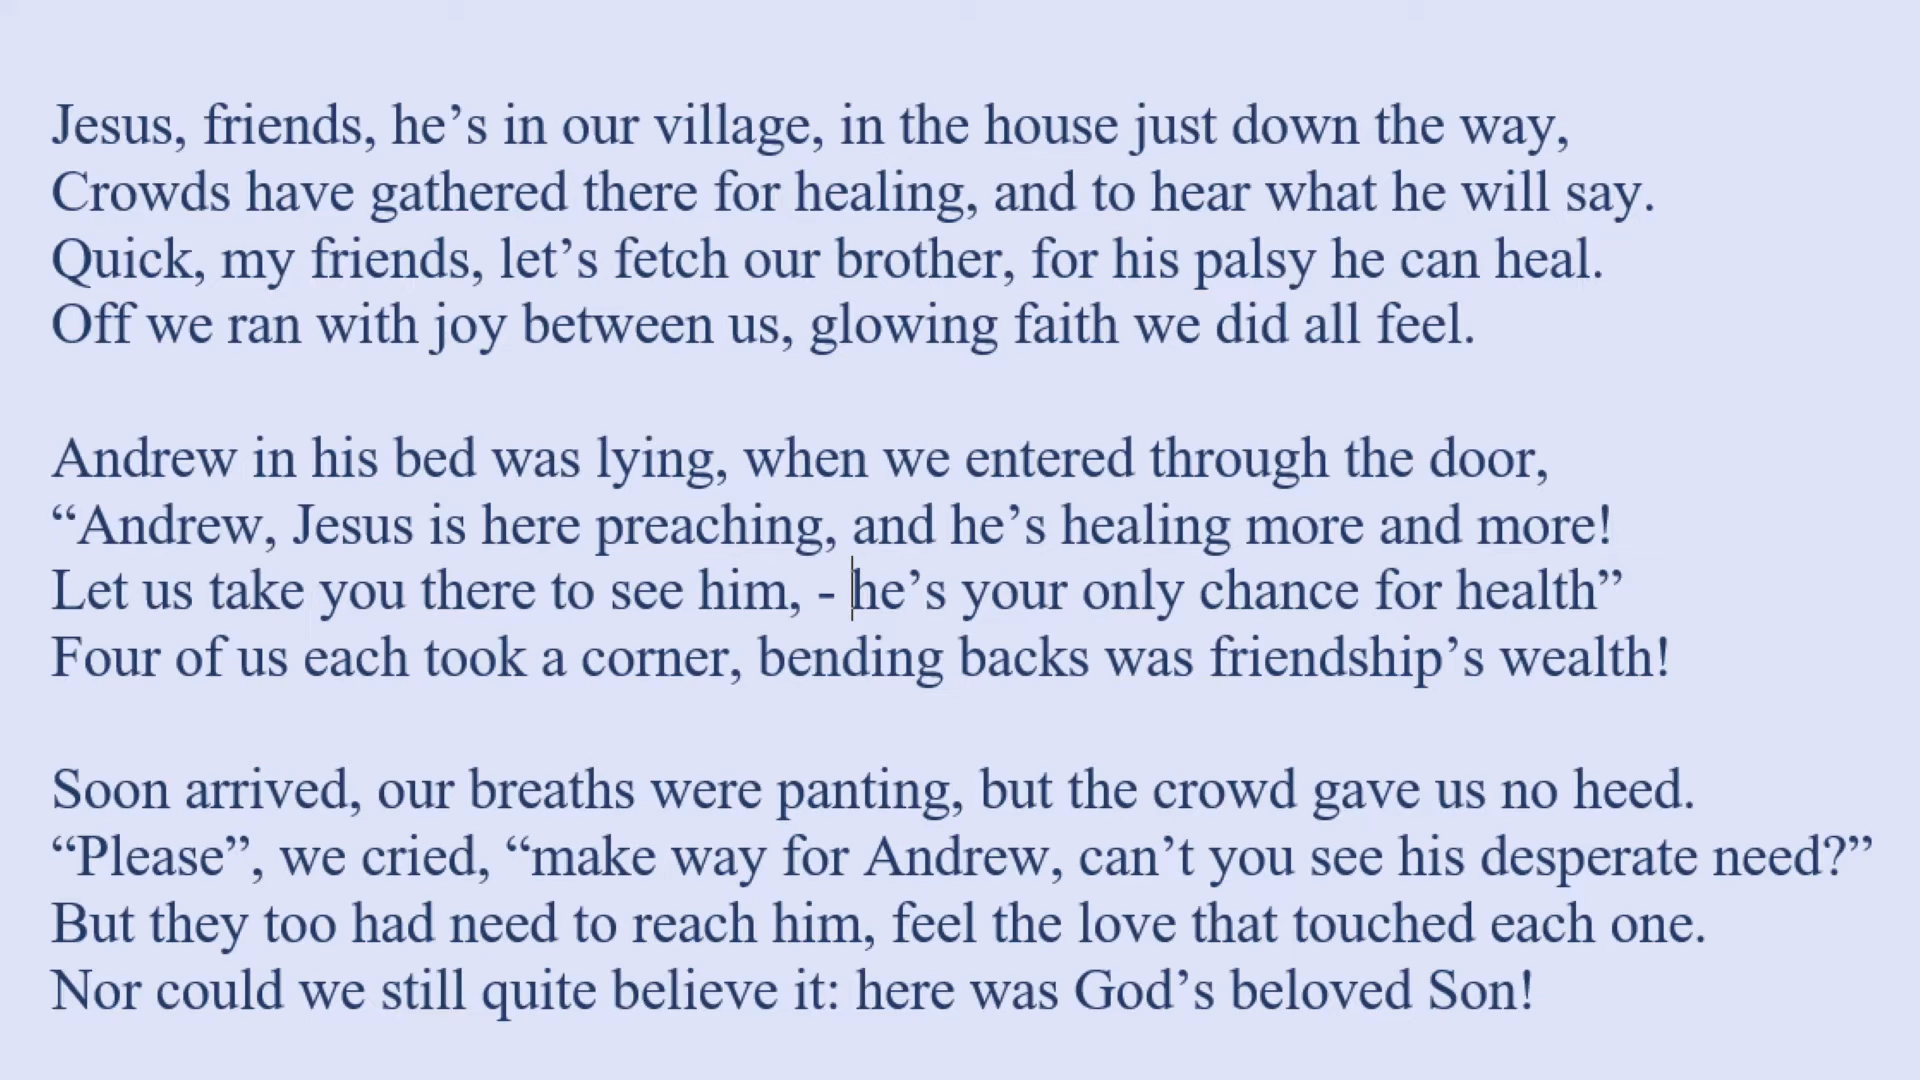 Jesus, friends, he’s in our village, in the house just down the way,
Crowds have gathered there for healing, and to hear what he will say.
Quick, my friends, let’s fetch our brother, for his palsy he can heal.
Off we ran with joy between us, glowing faith we did all feel.
Andrew in his bed was lying, when we entered through the door,
“Andrew, Jesus is here preaching, and he’s healing more and more!
Let us take you there to see him, - he’s your only chance for health”
Four of us each took a corner, bending backs was friendship’s wealth!
Soon arrived, our breaths were panting, but the crowd gave us no heed.
“Please”, we cried, “make way for Andrew, can’t you see his desperate need?”
But they too had need to reach him, feel the love that touched each one.
Nor could we still quite believe it: here was God’s beloved Son!